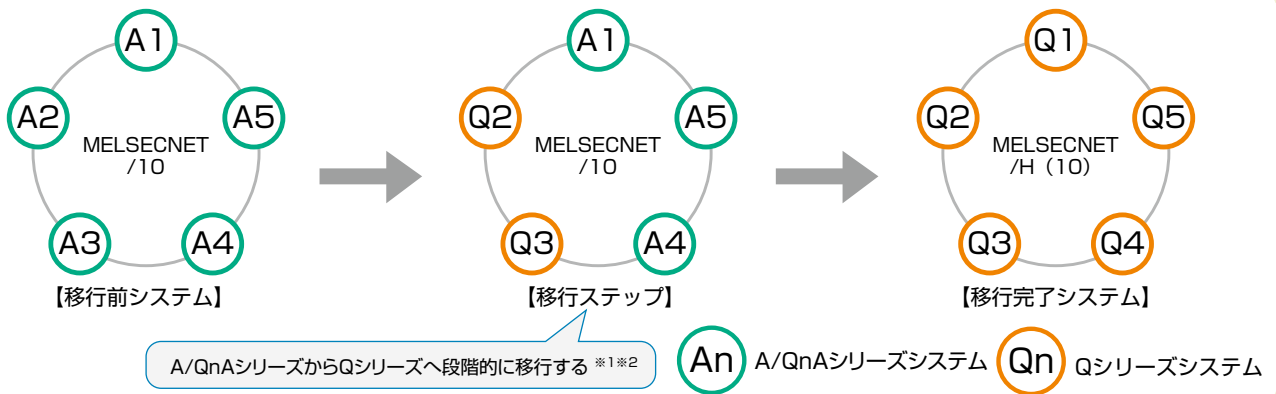 A1
A2
A5
MELSECNET
/10
A3
A4
【移行前システム】
A1
Q2
A5
MELSECNET
/10
Q3
A4
【移行ステップ】
Q1
Q2
Q5
MELSECNET
/H（10）
Q3
Q4
【移行完了システム】
A/QnAシリーズからQシリーズへ段階的に移行する ※1※2
An A/QnAシリーズシステム
Qn Qシリーズシステム